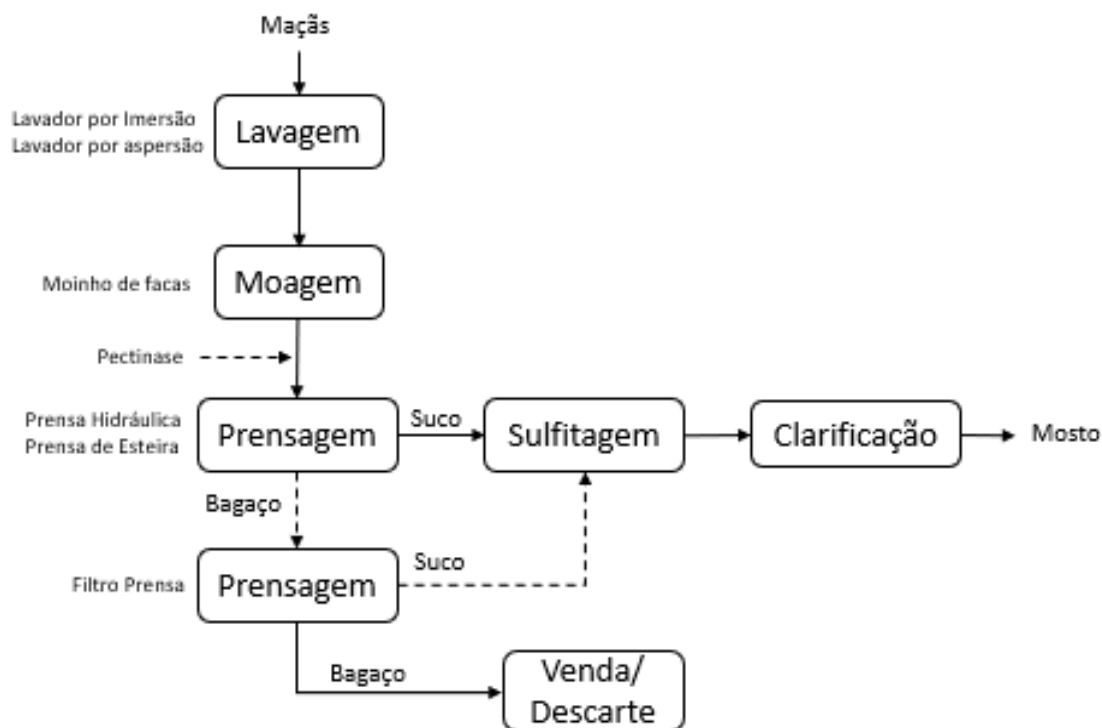 Maçãs
Lavador por Imersão
Lavador por aspersão
Lavagem
Moinho de facas
Moagem
Pectinase
Prensa Hidráulica
Prensa de Esteira
Prensagem
Suco
Sulfitagem
Clarificação
Mosto
Bagaço
Filtro Prensa
Prensagem
Suco
Bagaço
Venda/
Descarte